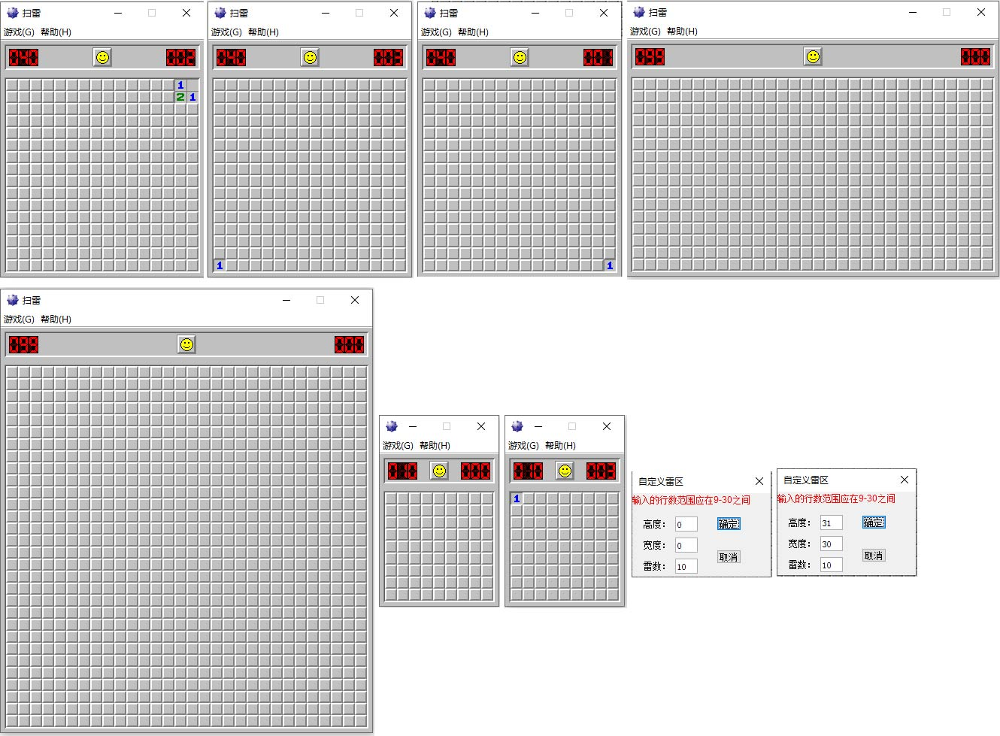 扫雷
游戏(G) 帮助(H)
040
002
1
2 1
扫雷
游戏(G) 帮助(H)
040
003
1
扫雷
游戏(G) 帮助(H)
040
1
扫雷
游戏(G) 帮助(H)
099
000
扫雷
游戏(G) 帮助(H)
099
000
游戏(G) 帮助(H)
010
000
游戏(G) 帮助(H)
010
003
1
自定义雷区
输入的行数范围应在9-30之间
高度: 0 确定
宽度: 0
取消
雷数: 10
自定义雷区
输入的行数范围应在9-30之间
高度: 31 确定
宽度: 30
取消
雷数: 10